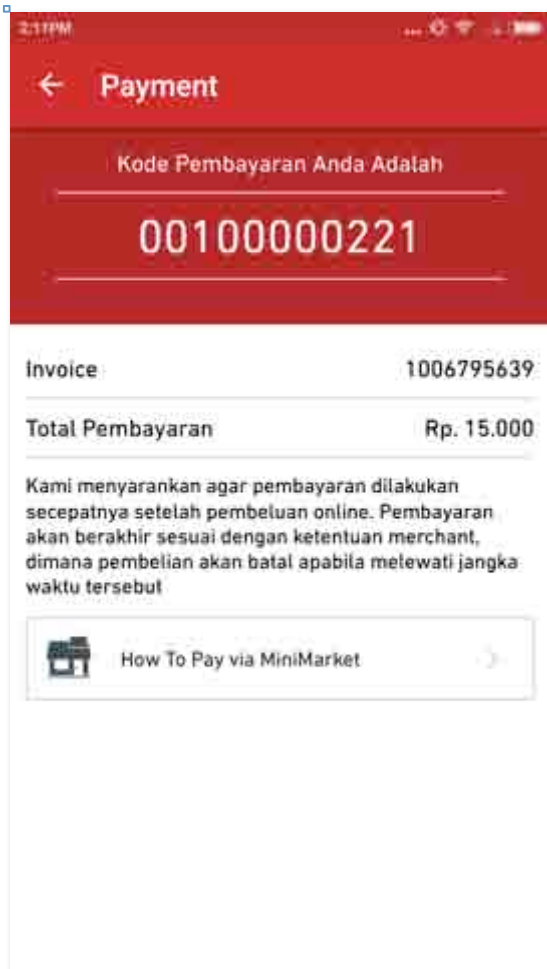 2:11PM
Payment
Kode Pembayaran Anda Adalah
00100000221
Invoice 1006795639
Total Pembayaran Rp. 15.000
Kami menyarankan agar pembayaran dilakukan
secepatnya setelah pembeluan online. Pembayaran
akan berakhir sesuai dengan ketentuan merchant,
dimana pembelian akan batal apabila melewati jangka
waktu tersebut
How To Pay via MiniMarket